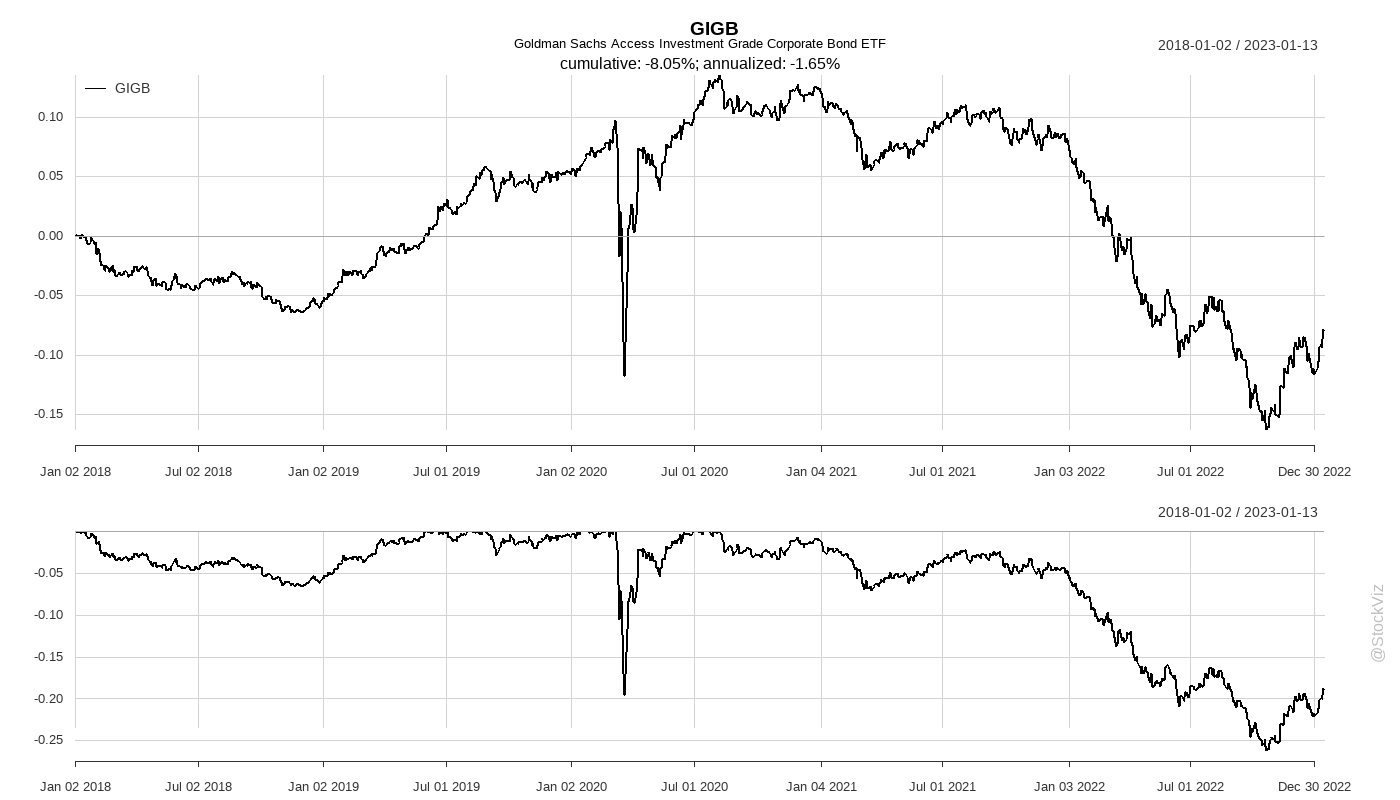 GIGB
Goldman Sachs Access Investment Grade Corporate Bond ETF
2018-01-02 / 2023-01-13
cumulative: -8.05%; annualized: -1.65%
GIGB
0.10
0.05
0.00
-0.05
-0.10
-0.15
Jan 02 2018 Jul 02 2018 Jan 02 2019 Jul 01 2019 Jan 02 2020 Jul 01 2020 Jan 04 2021 Jul 01 2021 Jan 03 2022 Jul 01 2022 Dec 30 2022
2018-01-02 / 2023-01-13
-0.05
-0.10
-0.15
-0.20
-0.25
Jan 02 2018 Jul 02 2018 Jan 02 2019 Jul 01 2019 Jan 02 2020 Jul 01 2020 Jan 04 2021 Jul 01 2021 Jan 03 2022 Jul 01 2022 Dec 30 2022
@StockViz